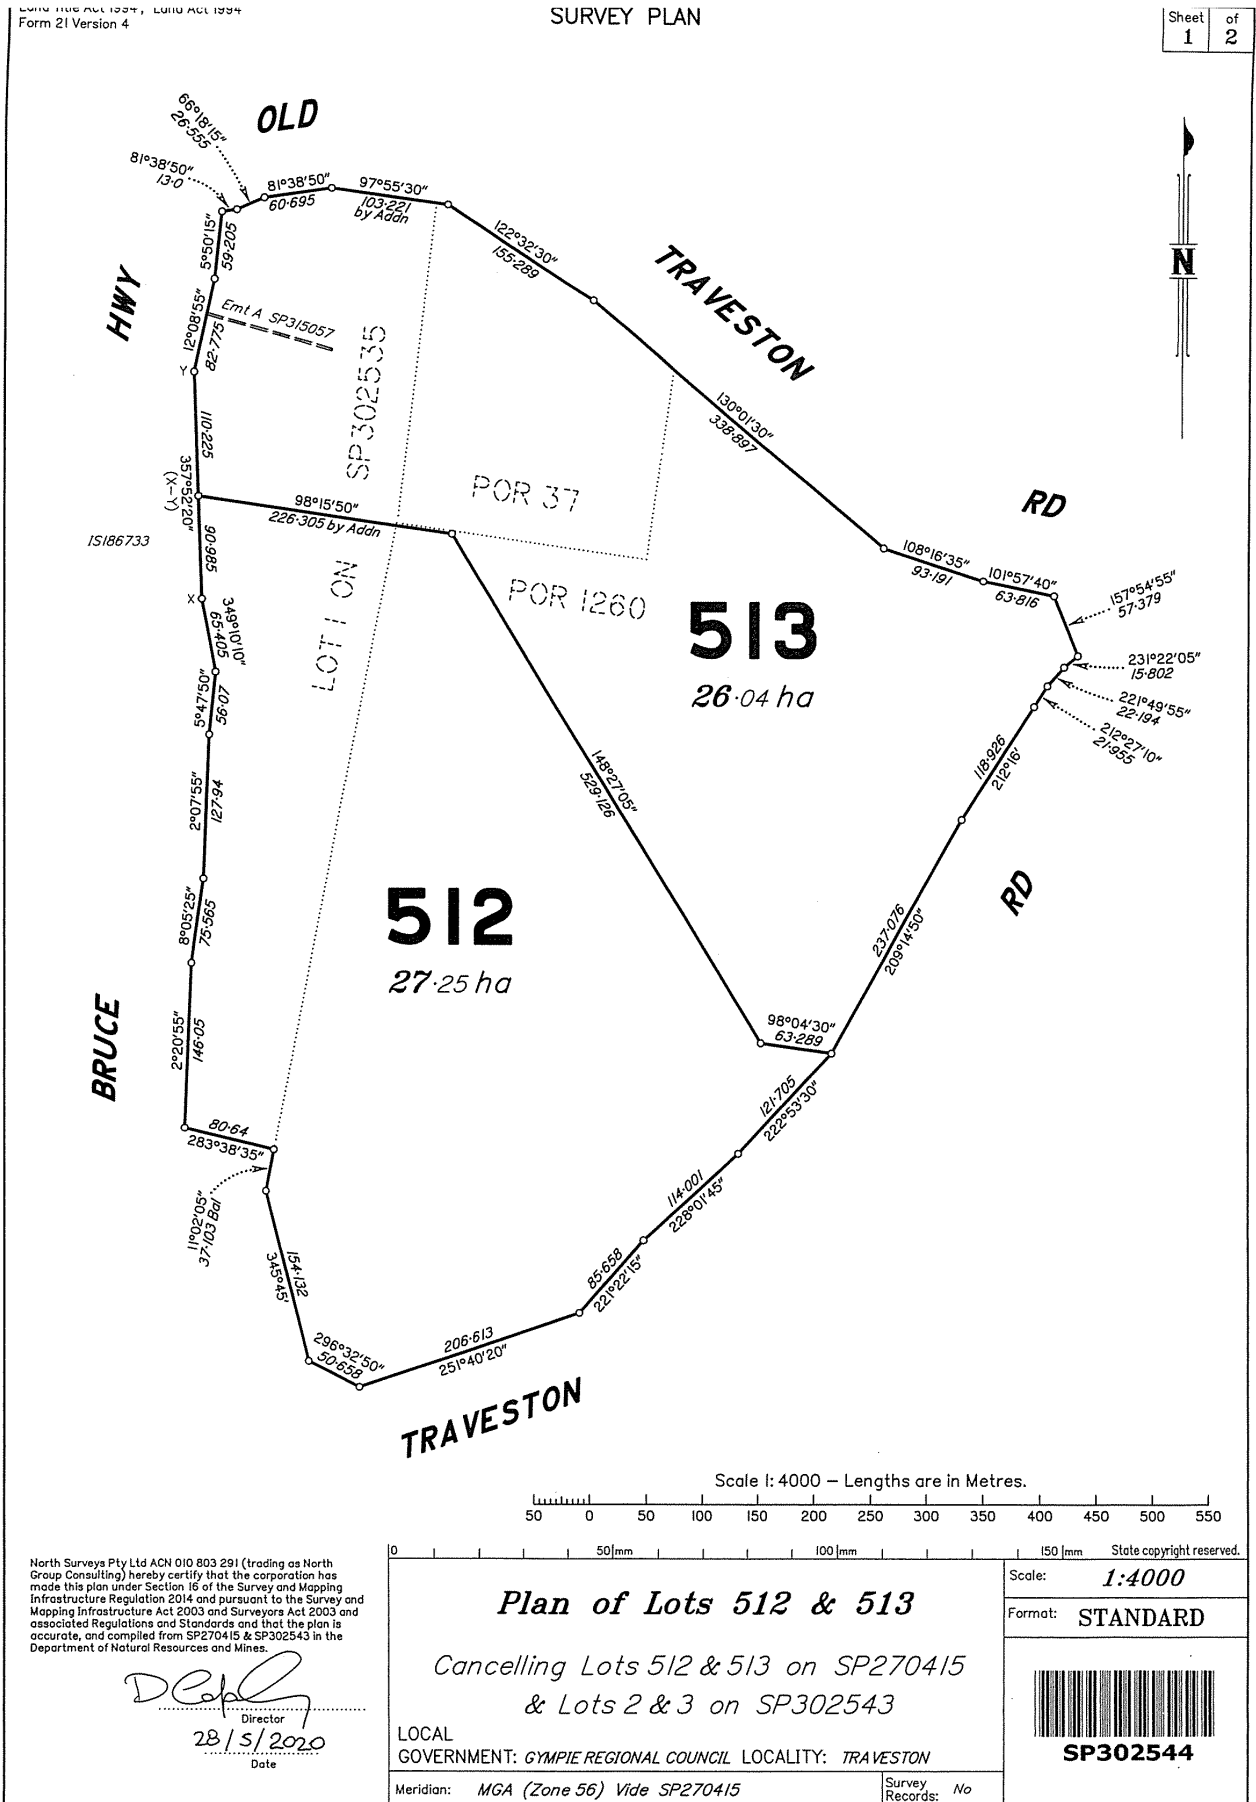 Land Title Act 1994 ; Land Act 1994
Form 21 Version 4
SURVEY PLAN
Sheet
1
of
2
OLD
66°18'15"
26·555
81°38'50"
13·0
81°38'50"
60·695
97°55'30"
103·221
by Addn
122°32'30"
155·289
TRAVESTON
N
HWY
5°50'15"
59·205
12°08'55"
82·775
Emt A SP315057
Y
110·225
357°52'20"
(X-Y)
LOT 1 ON SP302535
POR 37
130°01'30"
338·897
98°15'50"
226·305 by Addn
RD
IS186733
90·985
X
POR 1260
108°16'35"
93·191
101°57'40"
63·816
157°54'55"
57·379
231°22'05"
15·802
221°49'55"
22·194
212°27'10"
21·955
513
26·04 ha
349°10'10"
65·405
5°47'50"
56·07
118·926
212°16'
148°27'05"
529·126
2°07'55"
127·94
RD
512
27·25 ha
8°05'25"
75·565
237·076
209°14'50"
BRUCE
2°20'55"
146·05
98°04'30"
63·289
80·64
283°38'35"
121·705
222°53'30"
11°02'05"
37·103 Bal
114·001
228°01'45"
154·132
345°45'
85·658
221°22'15"
296°32'50"
50·658
206·613
251°40'20"
TRAVESTON
Scale 1: 4000 – Lengths are in Metres.
50 0 50 100 150 200 250 300 350 400 450 500 550
0 50 mm 100 mm 150 mm State copyright reserved.
North Surveys Pty Ltd ACN 010 803 291 (trading as North
Group Consulting) hereby certify that the corporation has
made this plan under Section 16 of the Survey and Mapping
Infrastructure Regulation 2014 and pursuant to the Survey and
Mapping Infrastructure Act 2003 and Surveyors Act 2003 and
associated Regulations and Standards and that the plan is
accurate, and compiled from SP270415 & SP302543 in the
Department of Natural Resources and Mines.
Director
28/5/2020
Date
Plan of Lots 512 & 513
Cancelling Lots 512 & 513 on SP270415
& Lots 2 & 3 on SP302543
LOCAL
GOVERNMENT: GYMPIE REGIONAL COUNCIL LOCALITY: TRAVESTON
Meridian: MGA (Zone 56) Vide SP270415
Survey
Records: No
Scale: 1:4000
Format: STANDARD
SP302544